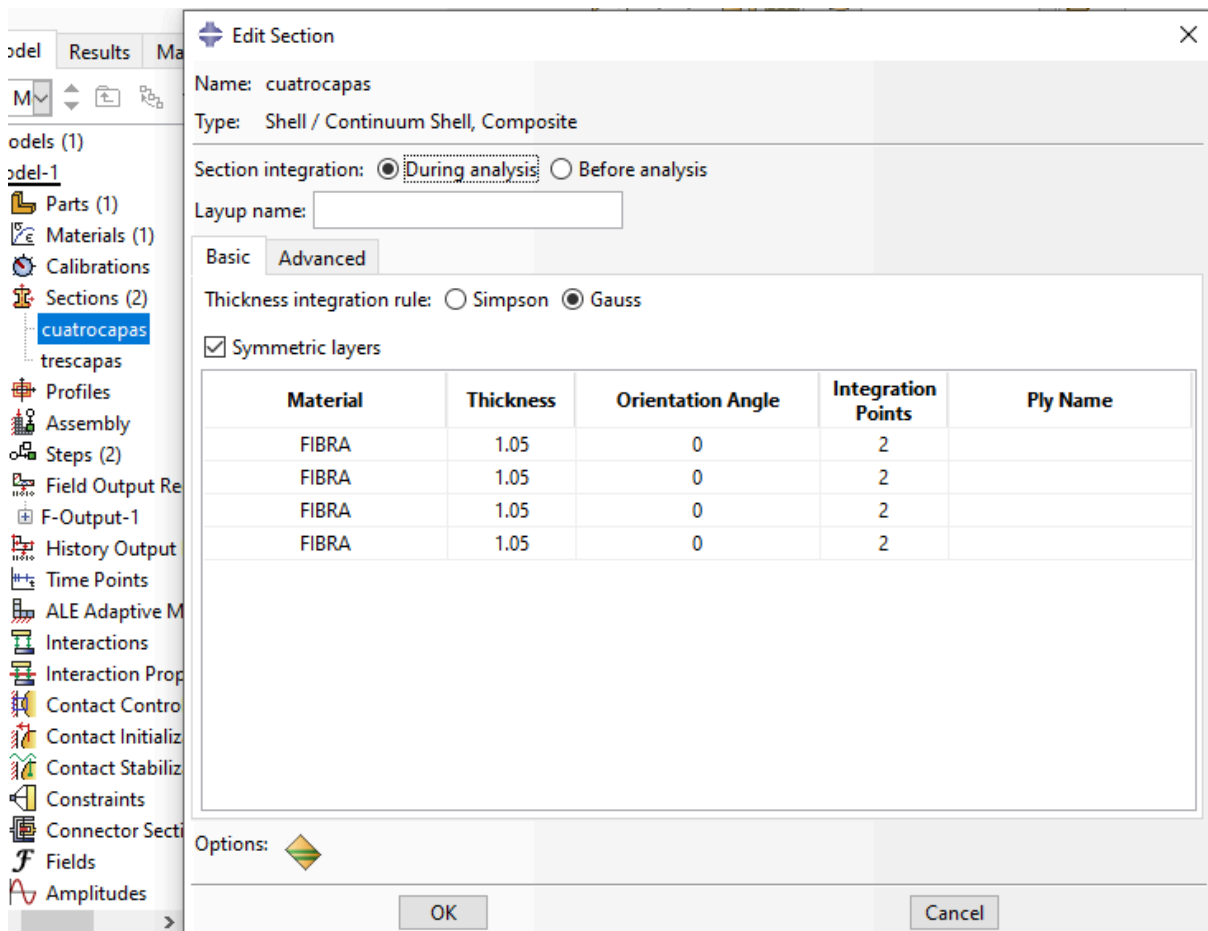 odel Results Ma
M
odels (1)
odel-1
Parts (1)
Materials (1)
Calibrations
Sections (2)
cuatrocapas
trescapas
Profiles
Assembly
Steps (2)
Field Output Re
F-Output-1
History Output
Time Points
ALE Adaptive M
Interactions
Interaction Prop
Contact Contro
Contact Initializ
Contact Stabiliz
Constraints
Connector Secti
Fields
Amplitudes
Edit Section
Name: cuatrocapas
Type: Shell / Continuum Shell, Composite
Section integration: During analysis Before analysis
Layup name:
Basic Advanced
Thickness integration rule: Simpson Gauss
Symmetric layers
Material Thickness Orientation Angle Integration Points Ply Name
FIBRA 1.05 0 2
FIBRA 1.05 0 2
FIBRA 1.05 0 2
FIBRA 1.05 0 2
Options:
OK Cancel